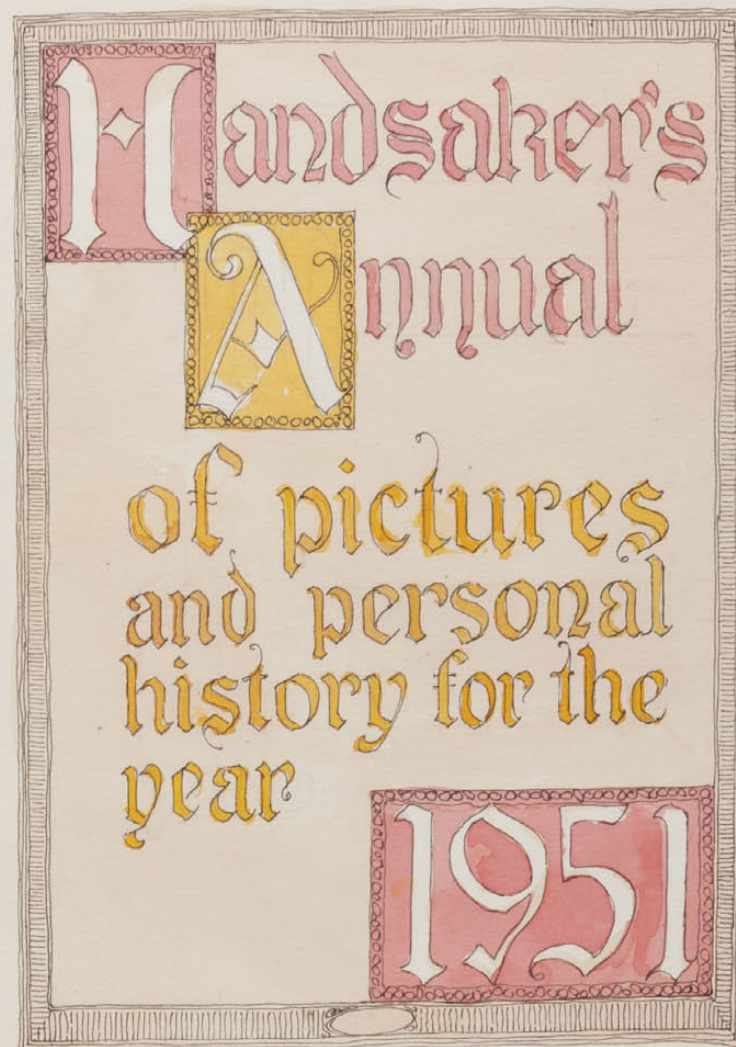 Handsaker's
Annual
of pictures
and personal
history for the
year
1951